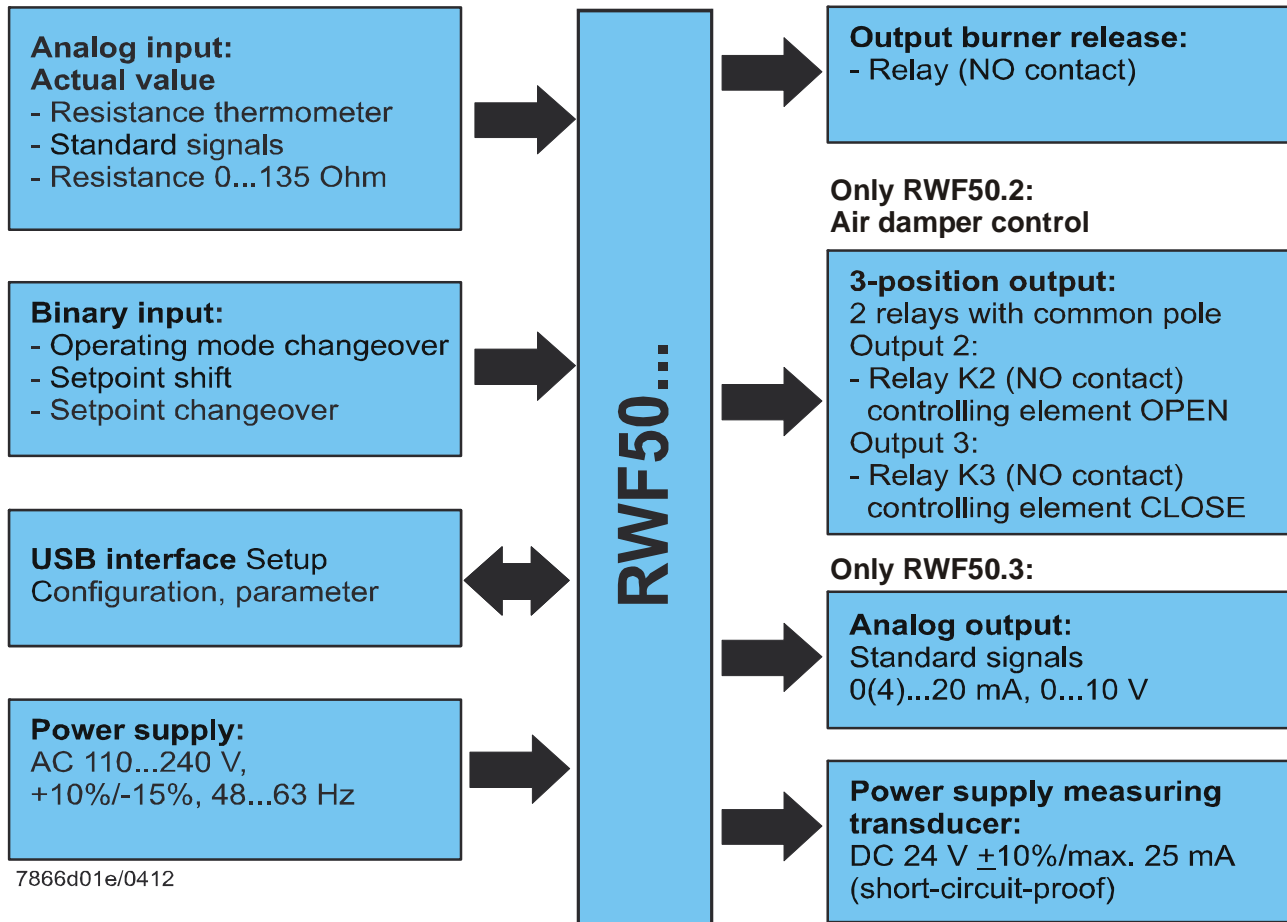 Analog input:
Actual value
- Resistance thermometer
- Standard signals
- Resistance 0...135 Ohm
Binary input:
- Operating mode changeover
- Setpoint shift
- Setpoint changeover
USB interface Setup
Configuration, parameter
Power supply:
AC 110...240 V,
+10%/-15%, 48...63 Hz
7866d01e/0412
RWF50...
Output burner release:
- Relay (NO contact)
Only RWF50.2:
Air damper control
3-position output:
2 relays with common pole
Output 2:
- Relay K2 (NO contact)
controlling element OPEN
Output 3:
- Relay K3 (NO contact)
controlling element CLOSE
Only RWF50.3:
Analog output:
Standard signals
0(4)...20 mA, 0...10 V
Power supply measuring
transducer:
DC 24 V ±10%/max. 25 mA
(short-circuit-proof)